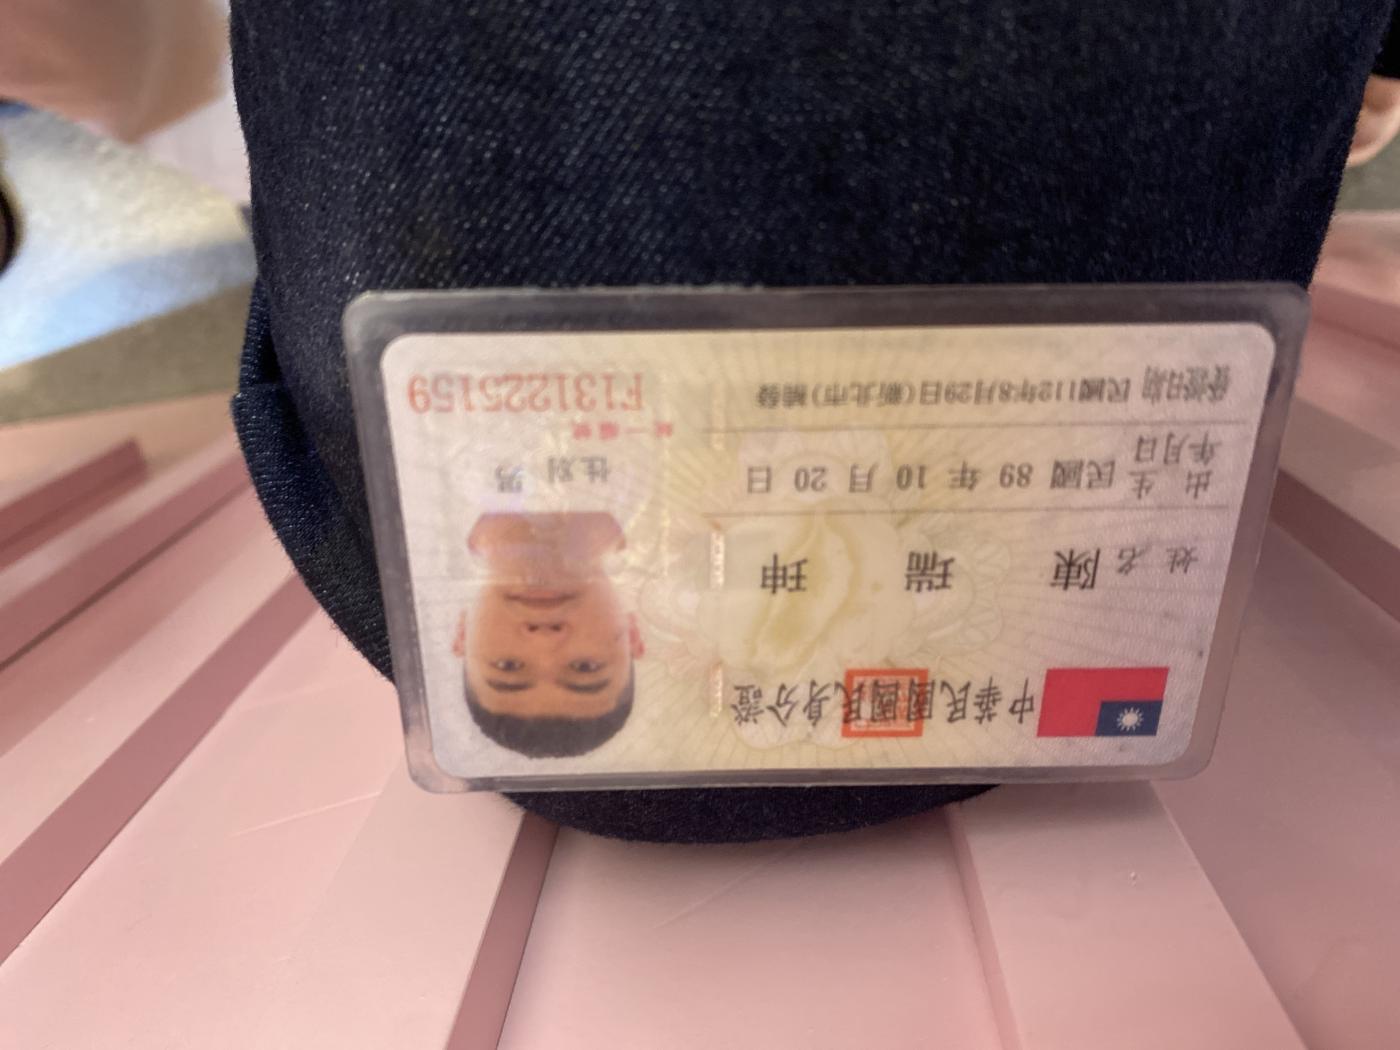 中華民國國民身分證
姓名 陳瑞珅
出生年月日 民國 89 年 10 月 20 日
發證日期 民國112年8月29日(新北市)補發
性別 男
統一編號
F131225159